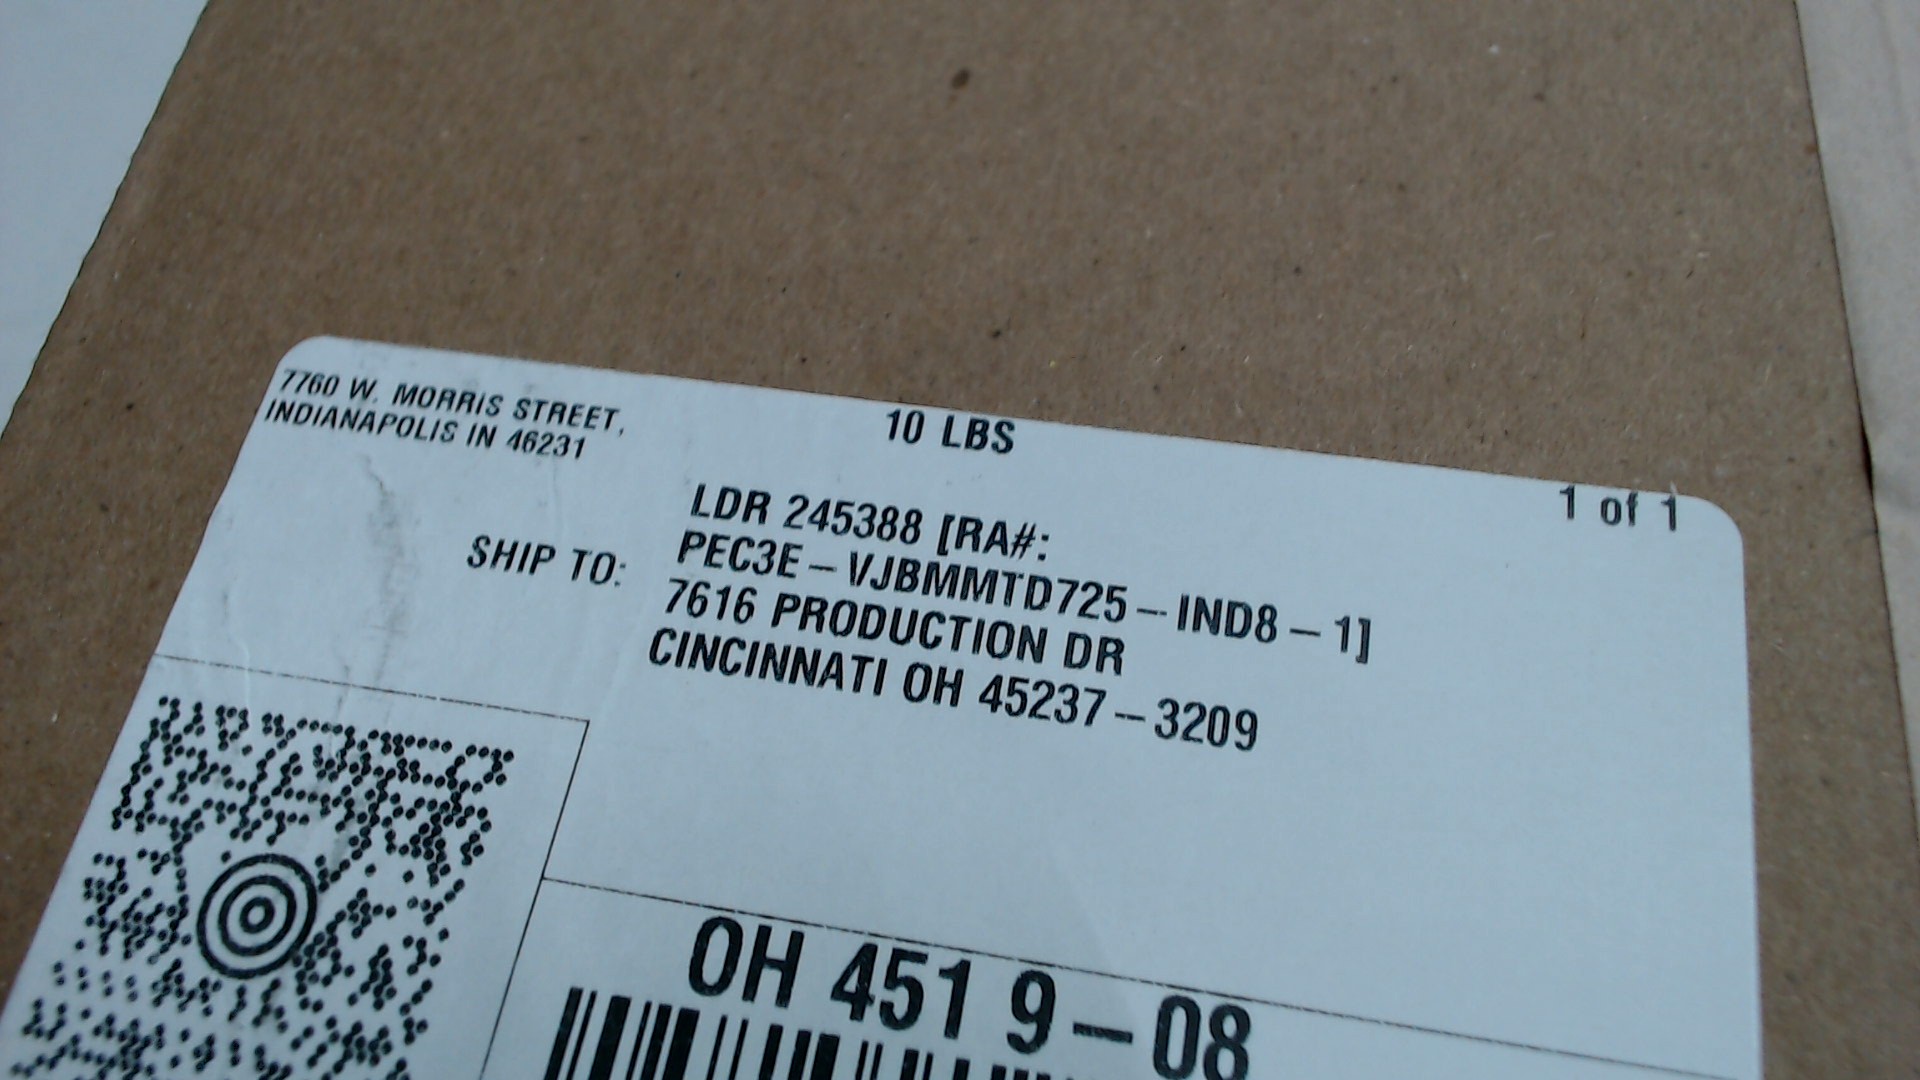 7760 W. MORRIS STREET,
INDIANAPOLIS IN 46231
10 LBS
1 of 1
SHIP TO:
LDR 245388 [RA#:
PEC3E-VJBMMTD725-IND8-1]
7616 PRODUCTION DR
CINCINNATI OH 45237-3209
OH 451 9-08